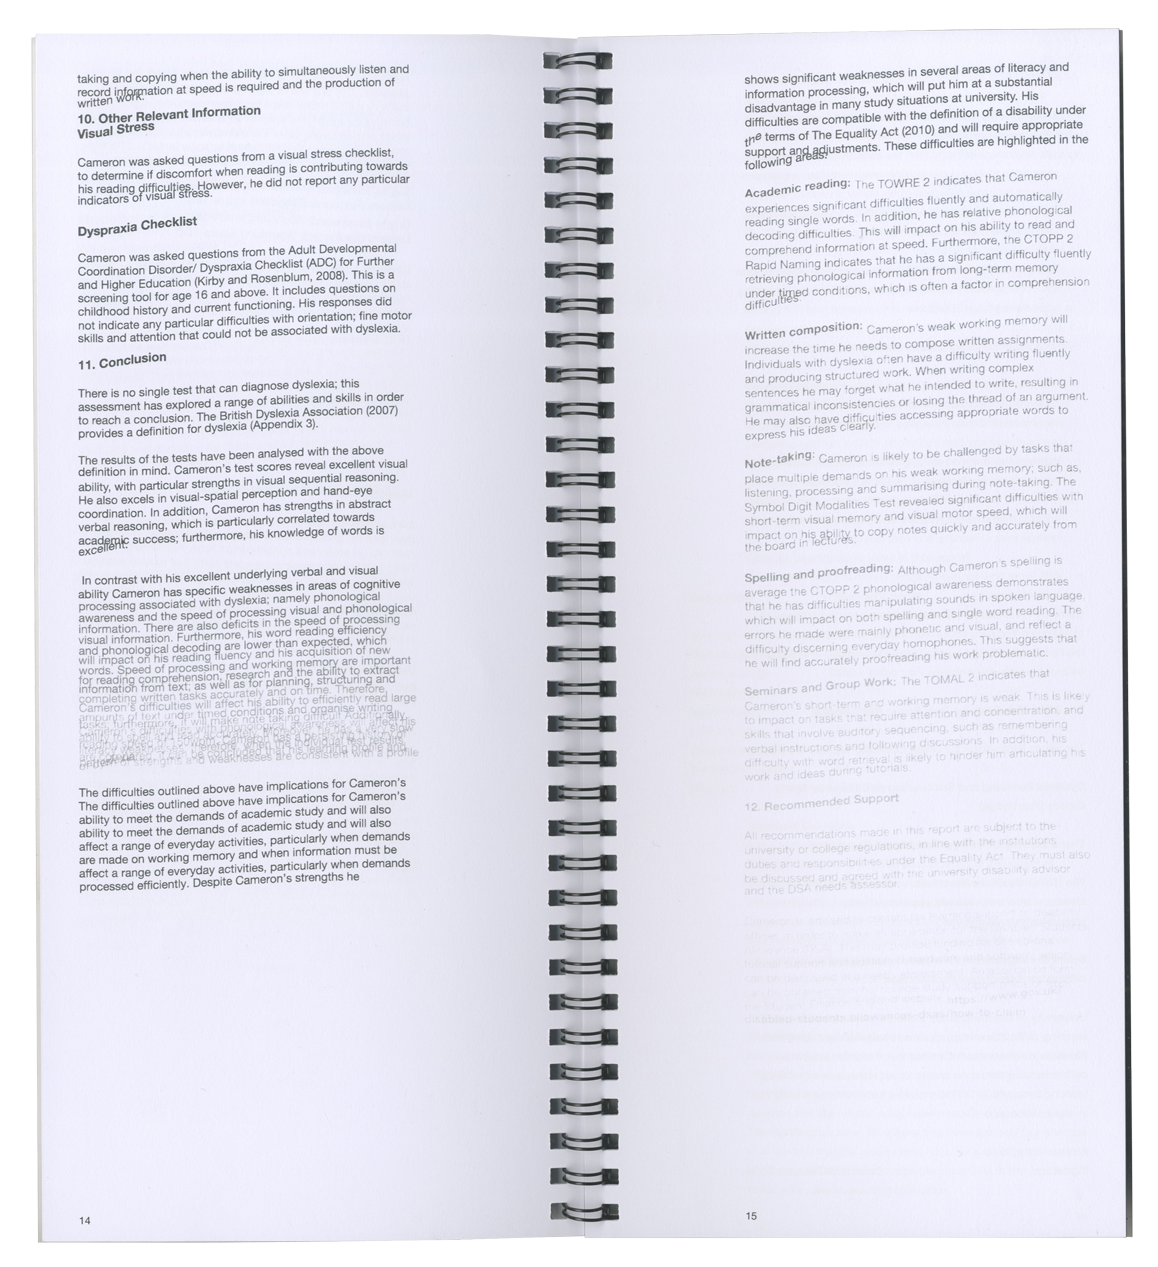 taking and copying when the ability to simultaneously listen and
record information at speed is required and the production of
written work.
10. Other Relevant Information
Visual Stress
Cameron was asked questions from a visual stress checklist,
to determine if discomfort when reading is contributing towards
his reading difficulties. However, he did not report any particular
indicators of visual stress.
Dyspraxia Checklist
Cameron was asked questions from the Adult Developmental
Coordination Disorder/ Dyspraxia Checklist (ADC) for Further
and Higher Education (Kirby and Rosenblum, 2008). This is a
screening tool for age 16 and above. It includes questions on
childhood history and current functioning. His responses did
not indicate any particular difficulties with orientation; fine motor
skills and attention that could not be associated with dyslexia.
11. Conclusion
There is no single test that can diagnose dyslexia; this
assessment has explored a range of abilities and skills in order
to reach a conclusion. The British Dyslexia Association (2007)
provides a definition for dyslexia (Appendix 3).
The results of the tests have been analysed with the above
definition in mind. Cameron's test scores reveal excellent visual
ability, with particular strengths in visual sequential reasoning.
He also excels in visual-spatial perception and hand-eye
coordination. In addition, Cameron has strengths in abstract
verbal reasoning, which is particularly correlated towards
academic success; furthermore, his knowledge of words is
excellent.
In contrast with his excellent underlying verbal and visual
ability Cameron has specific weaknesses in areas of cognitive
processing associated with dyslexia; namely phonological
awareness and the speed of processing visual and phonological
information. There are also deficits in the speed of processing
visual information. Furthermore, his word reading efficiency
and phonological decoding are lower than expected, which
will impact on his reading fluency and his acquisition of new
words. Speed of processing and working memory are important
for reading comprehension, research and the ability to extract
information from text; as well as for planning, structuring and
completing written tasks accurately and on time. Therefore,
Cameron's difficulties will affect his ability to efficiently read large
amounts of text under timed conditions and organise writing
tasks, furthermore, it will make note taking difficult Additionally
pattern of strengths and weaknesses are consistent with a profile
The difficulties outlined above have implications for Cameron's
The difficulties outlined above have implications for Cameron's
ability to meet the demands of academic study and will also
ability to meet the demands of academic study and will also
affect a range of everyday activities, particularly when demands
are made on working memory and when information must be
affect a range of everyday activities, particularly when demands
processed efficiently. Despite Cameron's strengths he
14
shows significant weaknesses in several areas of literacy and
information processing, which will put him at a substantial
disadvantage in many study situations at university. His
difficulties are compatible with the definition of a disability under
the terms of The Equality Act (2010) and will require appropriate
support and adjustments. These difficulties are highlighted in the
following areas:
Academic reading: The TOWRE 2 indicates that Cameron
experiences significant difficulties fluently and automatically
reading single words. In addition, he has relative phonological
decoding difficulties. This will impact on his ability to read and
comprehend information at speed. Furthermore, the CTOPP 2
Rapid Naming indicates that he has a significant difficulty fluently
retrieving phonological information from long-term memory
under timed conditions, which is often a factor in comprehension
difficulties.
Written composition: Cameron's weak working memory will
increase the time he needs to compose written assignments.
Individuals with dyslexia often have a difficulty writing fluently
and producing structured work. When writing complex
sentences he may forget what he intended to write, resulting in
grammatical inconsistencies or losing the thread of an argument.
He may also have difficulties accessing appropriate words to
express his ideas clearly.
Note-taking: Cameron is likely to be challenged by tasks that
place multiple demands on his weak working memory; such as,
listening, processing and summarising during note-taking. The
Symbol Digit Modalities Test revealed significant difficulties with
short-term visual memory and visual motor speed, which will
impact on his ability to copy notes quickly and accurately from
the board in lectures.
Spelling and proofreading: Although Cameron's spelling is
average the CTOPP 2 phonological awareness demonstrates
that he has difficulties manipulating sounds in spoken language,
which will impact on both spelling and single word reading. The
errors he made were mainly phonetic and visual, and reflect a
difficulty discerning everyday homophones. This suggests that
he will find accurately proofreading his work problematic.
Seminars and Group Work: The TOMAL 2 indicates that
Cameron's short-term and working memory is weak. This is likely
to impact on tasks that require attention and concentration, and
skills that involve auditory sequencing, such as remembering
verbal instructions and following discussions. In addition, his
difficulty with word retrieval is likely to hinder him articulating his
work and ideas during tutorials.
12. Recommended Support
All recommendations made in this report are subject to the
university or college regulations, in line with the institutions
duties and responsibilities under the Equality Act. They must also
be discussed and agreed with the university disability advisor
and the DSA needs assessor.
https://www.gov.uk/
disabled-students-allowances-dsas/how-to-claim
15